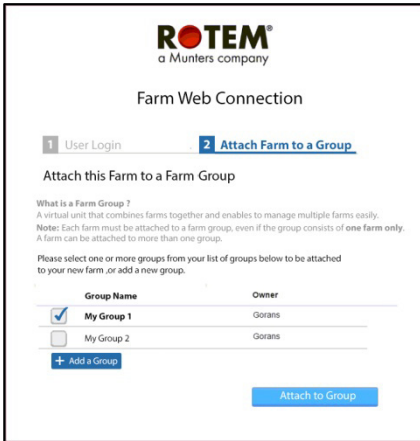 ROTEM®
a Munters company
Farm Web Connection
1 User Login
2 Attach Farm to a Group
Attach this Farm to a Farm Group
What is a Farm Group ?
A virtual unit that combines farms together and enables to manage multiple farms easily.
Note: Each farm must be attached to a farm group, even if the group consists of one farm only.
A farm can be attached to more than one group.
Please select one or more groups from your list of groups below to be attached
to your new farm ,or add a new group.
Group Name Owner
My Group 1 Gorans
My Group 2 Gorans
+ Add a Group
Attach to Group